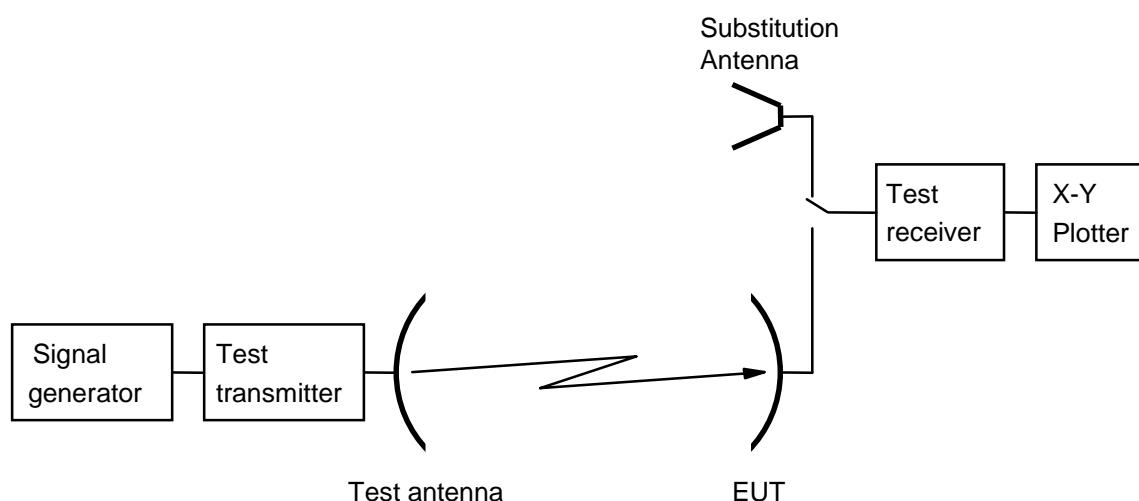 Substitution
Antenna
Test
receiver
X-Y
Plotter
Signal
generator
Test
transmitter
Test antenna
EUT